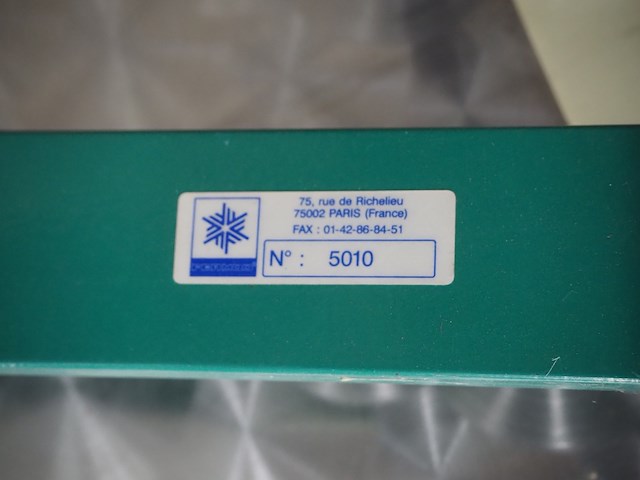 75, rue de Richelieu
75002 PARIS (France)
FAX : 01-42-86-84-51
N° : 5010